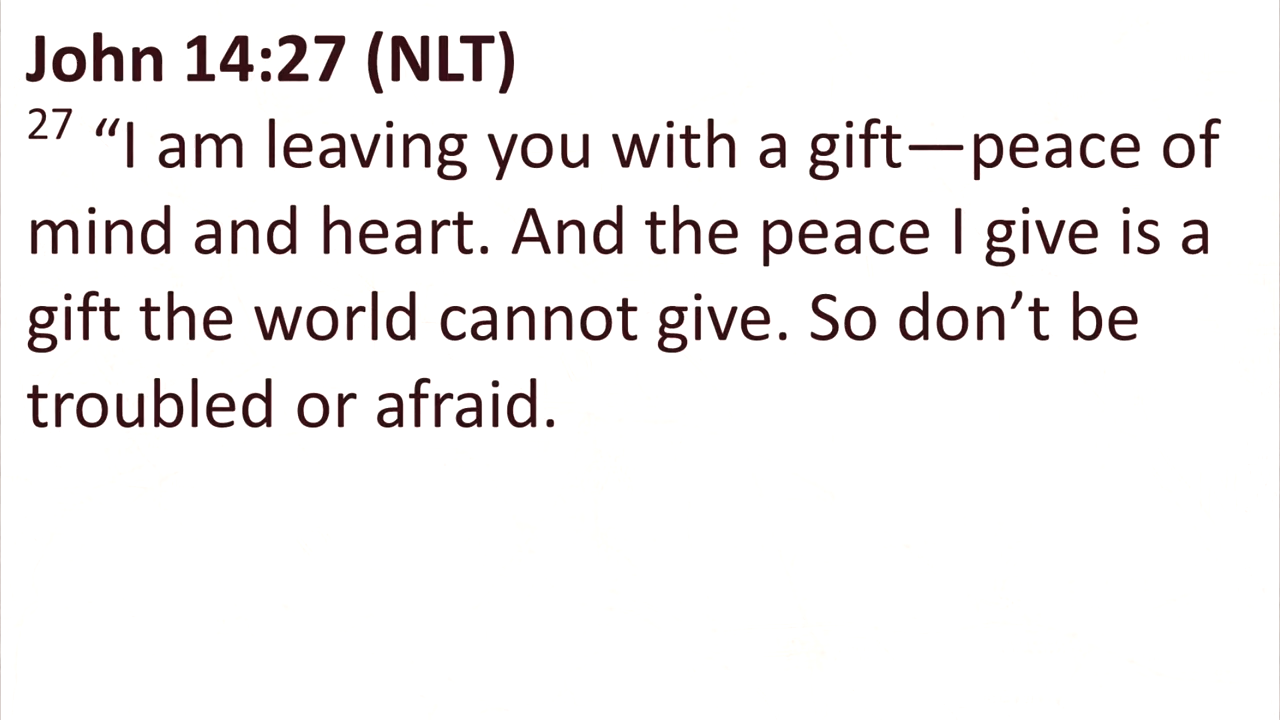 John 14:27 (NLT)
27 “I am leaving you with a gift—peace of
mind and heart. And the peace I give is a
gift the world cannot give. So don’t be
troubled or afraid.